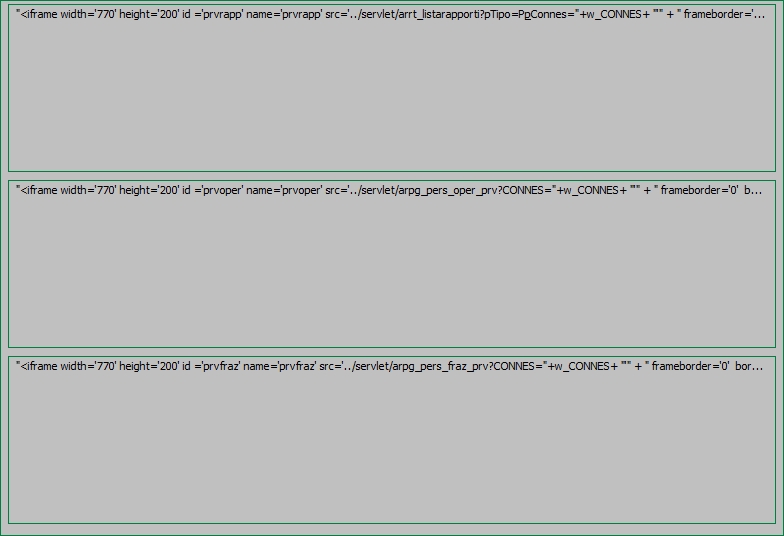 "<iframe width='770' height='200' id ='prvrapp' name='prvrapp' src='../servlet/arrt_listarapporti?pTipo=PpConnes="+w_CONNES+ "'" + " frameborder='...
"<iframe width='770' height='200' id ='prvoper' name='prvoper' src='../servlet/arpg_pers_oper_prv?CONNES="+w_CONNES+ "'" + " frameborder='0'  b...
"<iframe width='770' height='200' id ='prvfraz' name='prvfraz' src='../servlet/arpg_pers_fraz_prv?CONNES="+w_CONNES+ "'" + " frameborder='0'  bor...